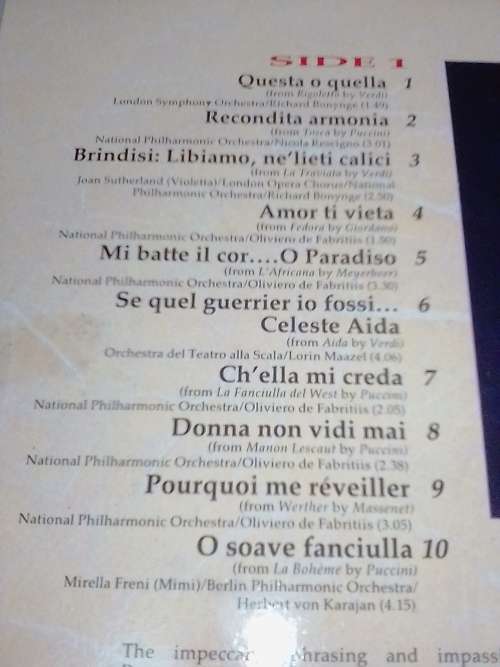 SIDE 1
Questa o quella 1
(from Rigoletto by Verdi)
London Symphony Orchestra/Richard Bonynge (1.49)
Recondita armonia 2
(from Tosca by Puccini)
National Philharmonic Orchestra/Nicola Rescigno (3.01)
Brindisi: Libiamo, ne'lieti calici 3
(from La Traviata by Verdi)
Joan Sutherland (Violetta)/London Opera Chorus/National
Philharmonic Orchestra/Richard Bonynge (2.50)
Amor ti vieta 4
(from Fedora by Giordano)
National Philharmonic Orchestra/Oliviero de Fabritiis (1.50)
Mi batte il cor....O Paradiso 5
(from L'Africana by Meyerbeer)
National Philharmonic Orchestra/Oliviero de Fabritiis (3.30)
Se quel guerrier io fossi... 6
Celeste Aida
(from Aida by Verdi)
Orchestra del Teatro alla Scala/Lorin Maazel (4.06)
Ch'ella mi creda 7
(from La Fanciulla del West by Puccini)
National Philharmonic Orchestra/Oliviero de Fabritiis (2.05)
Donna non vidi mai 8
(from Manon Lescaut by Puccini)
National Philharmonic Orchestra/Oliviero de Fabritiis (2.38)
Pourquoi me réveiller 9
(from Werther by Massenet)
National Philharmonic Orchestra/Oliviero de Fabritiis (3.05)
O soave fanciulla 10
(from La Bohème by Puccini)
Mirella Freni (Mimi)/Berlin Philharmonic Orchestra/
Herbert von Karajan (4.15)
The phrasing and